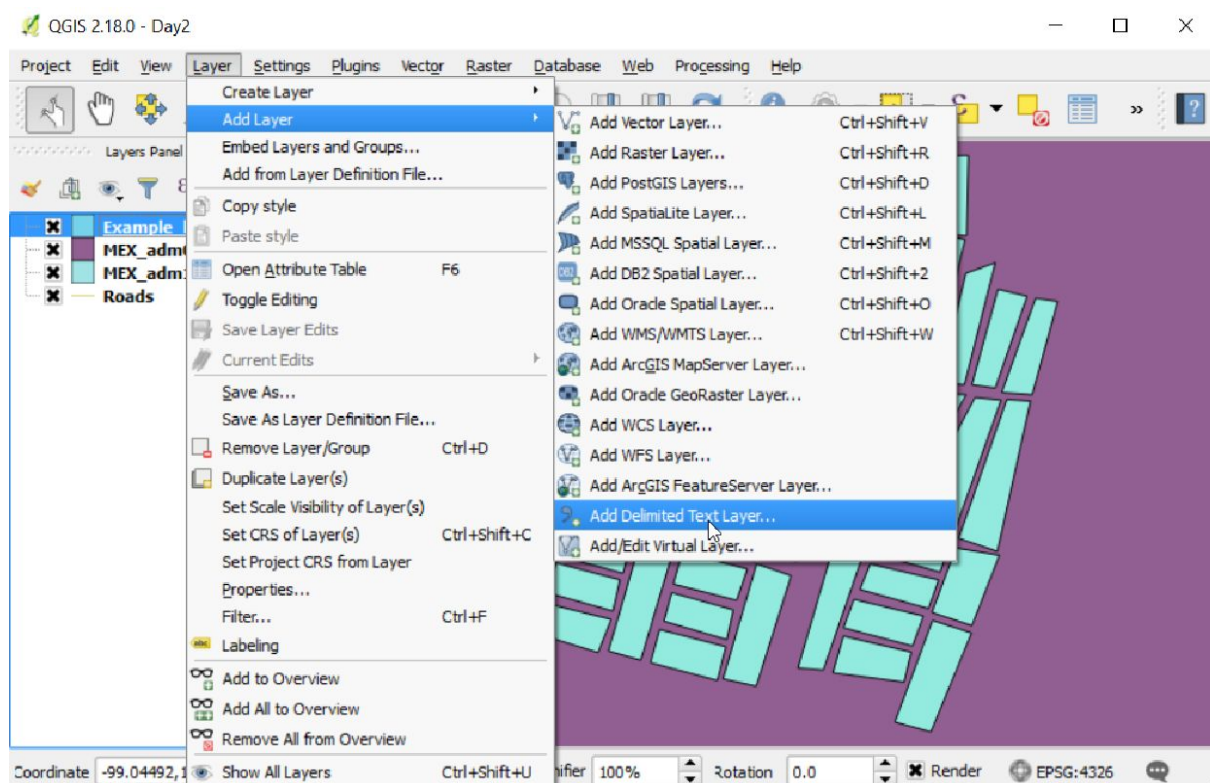 QGIS 2.18.0 - Day2
Project Edit View Layer Settings Plugins Vector Raster Database Web Processing Help
Layers Panel
Example
MEX_adm
MEX_adm
Roads
Create Layer
Add Layer
Embed Layers and Groups...
Add from Layer Definition File...
Copy style
Paste style
Open Attribute Table F6
Toggle Editing
Save Layer Edits
Current Edits
Save As...
Save As Layer Definition File...
Remove Layer/Group Ctrl+D
Duplicate Layer(s)
Set Scale Visibility of Layer(s)
Set CRS of Layer(s) Ctrl+Shift+C
Set Project CRS from Layer
Properties...
Filter... Ctrl+F
abc Labeling
Add to Overview
Add All to Overview
Remove All from Overview
Show All Layers Ctrl+Shift+U
Add Vector Layer... Ctrl+Shift+V
Add Raster Layer... Ctrl+Shift+R
Add PostGIS Layers... Ctrl+Shift+D
Add SpatiaLite Layer... Ctrl+Shift+L
Add MSSQL Spatial Layer... Ctrl+Shift+M
DB2 Add DB2 Spatial Layer... Ctrl+Shift+2
Add Oracle Spatial Layer... Ctrl+Shift+O
Add WMS/WMTS Layer... Ctrl+Shift+W
Add ArcGIS MapServer Layer...
Add Oracle GeoRaster Layer...
Add WCS Layer...
Add WFS Layer...
Add ArcGIS FeatureServer Layer...
Add Delimited Text Layer...
Add/Edit Virtual Layer...
Coordinate -99.04492, nifier 100% Rotation 0.0 Render EPSG:4326